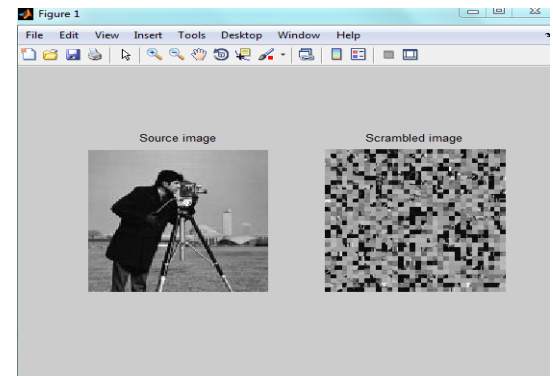 Figure 1
File Edit View Insert Tools Desktop Window Help
Source image
Scrambled image